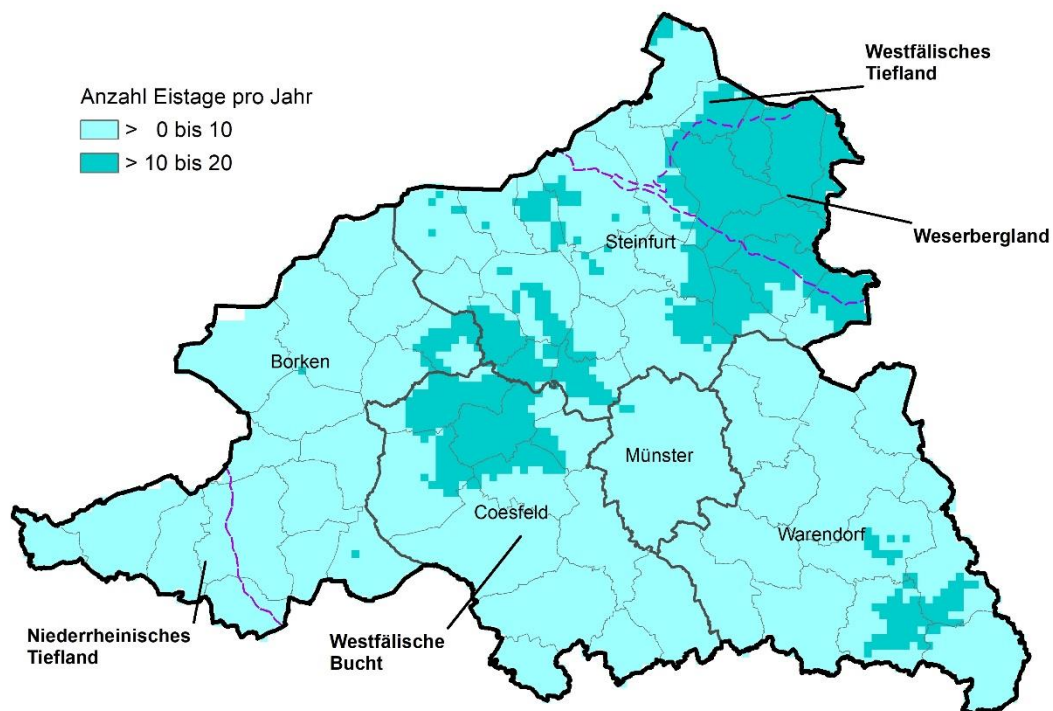 Westfälisches
Tiefland
Anzahl Eistage pro Jahr
> 0 bis 10
> 10 bis 20
Weserbergland
Steinfurt
Borken
Münster
Coesfeld
Warendorf
Niederrheinisches
Tiefland
Westfälische
Bucht